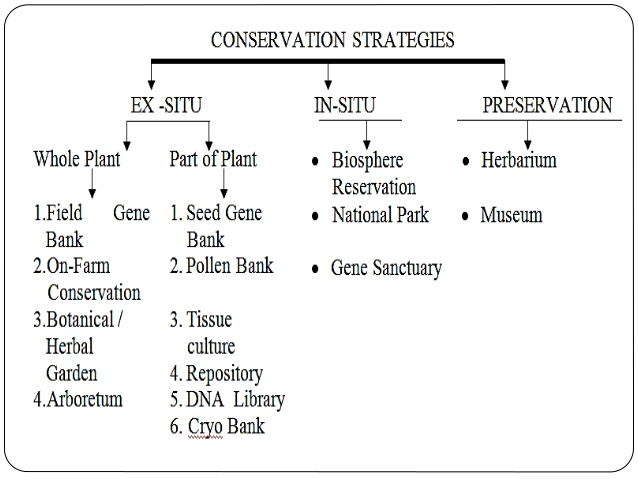 CONSERVATION STRATEGIES
EX -SITU
Whole Plant
1.Field Gene
Bank
2.On-Farm
Conservation
3.Botanical /
Herbal
Garden
4.Arboretum
Part of Plant
1. Seed Gene
Bank
2. Pollen Bank
3. Tissue
culture
4. Repository
5. DNA Library
6. Cryo Bank
IN-SITU
• Biosphere
Reservation
• National Park
• Gene Sanctuary
PRESERVATION
• Herbarium
• Museum